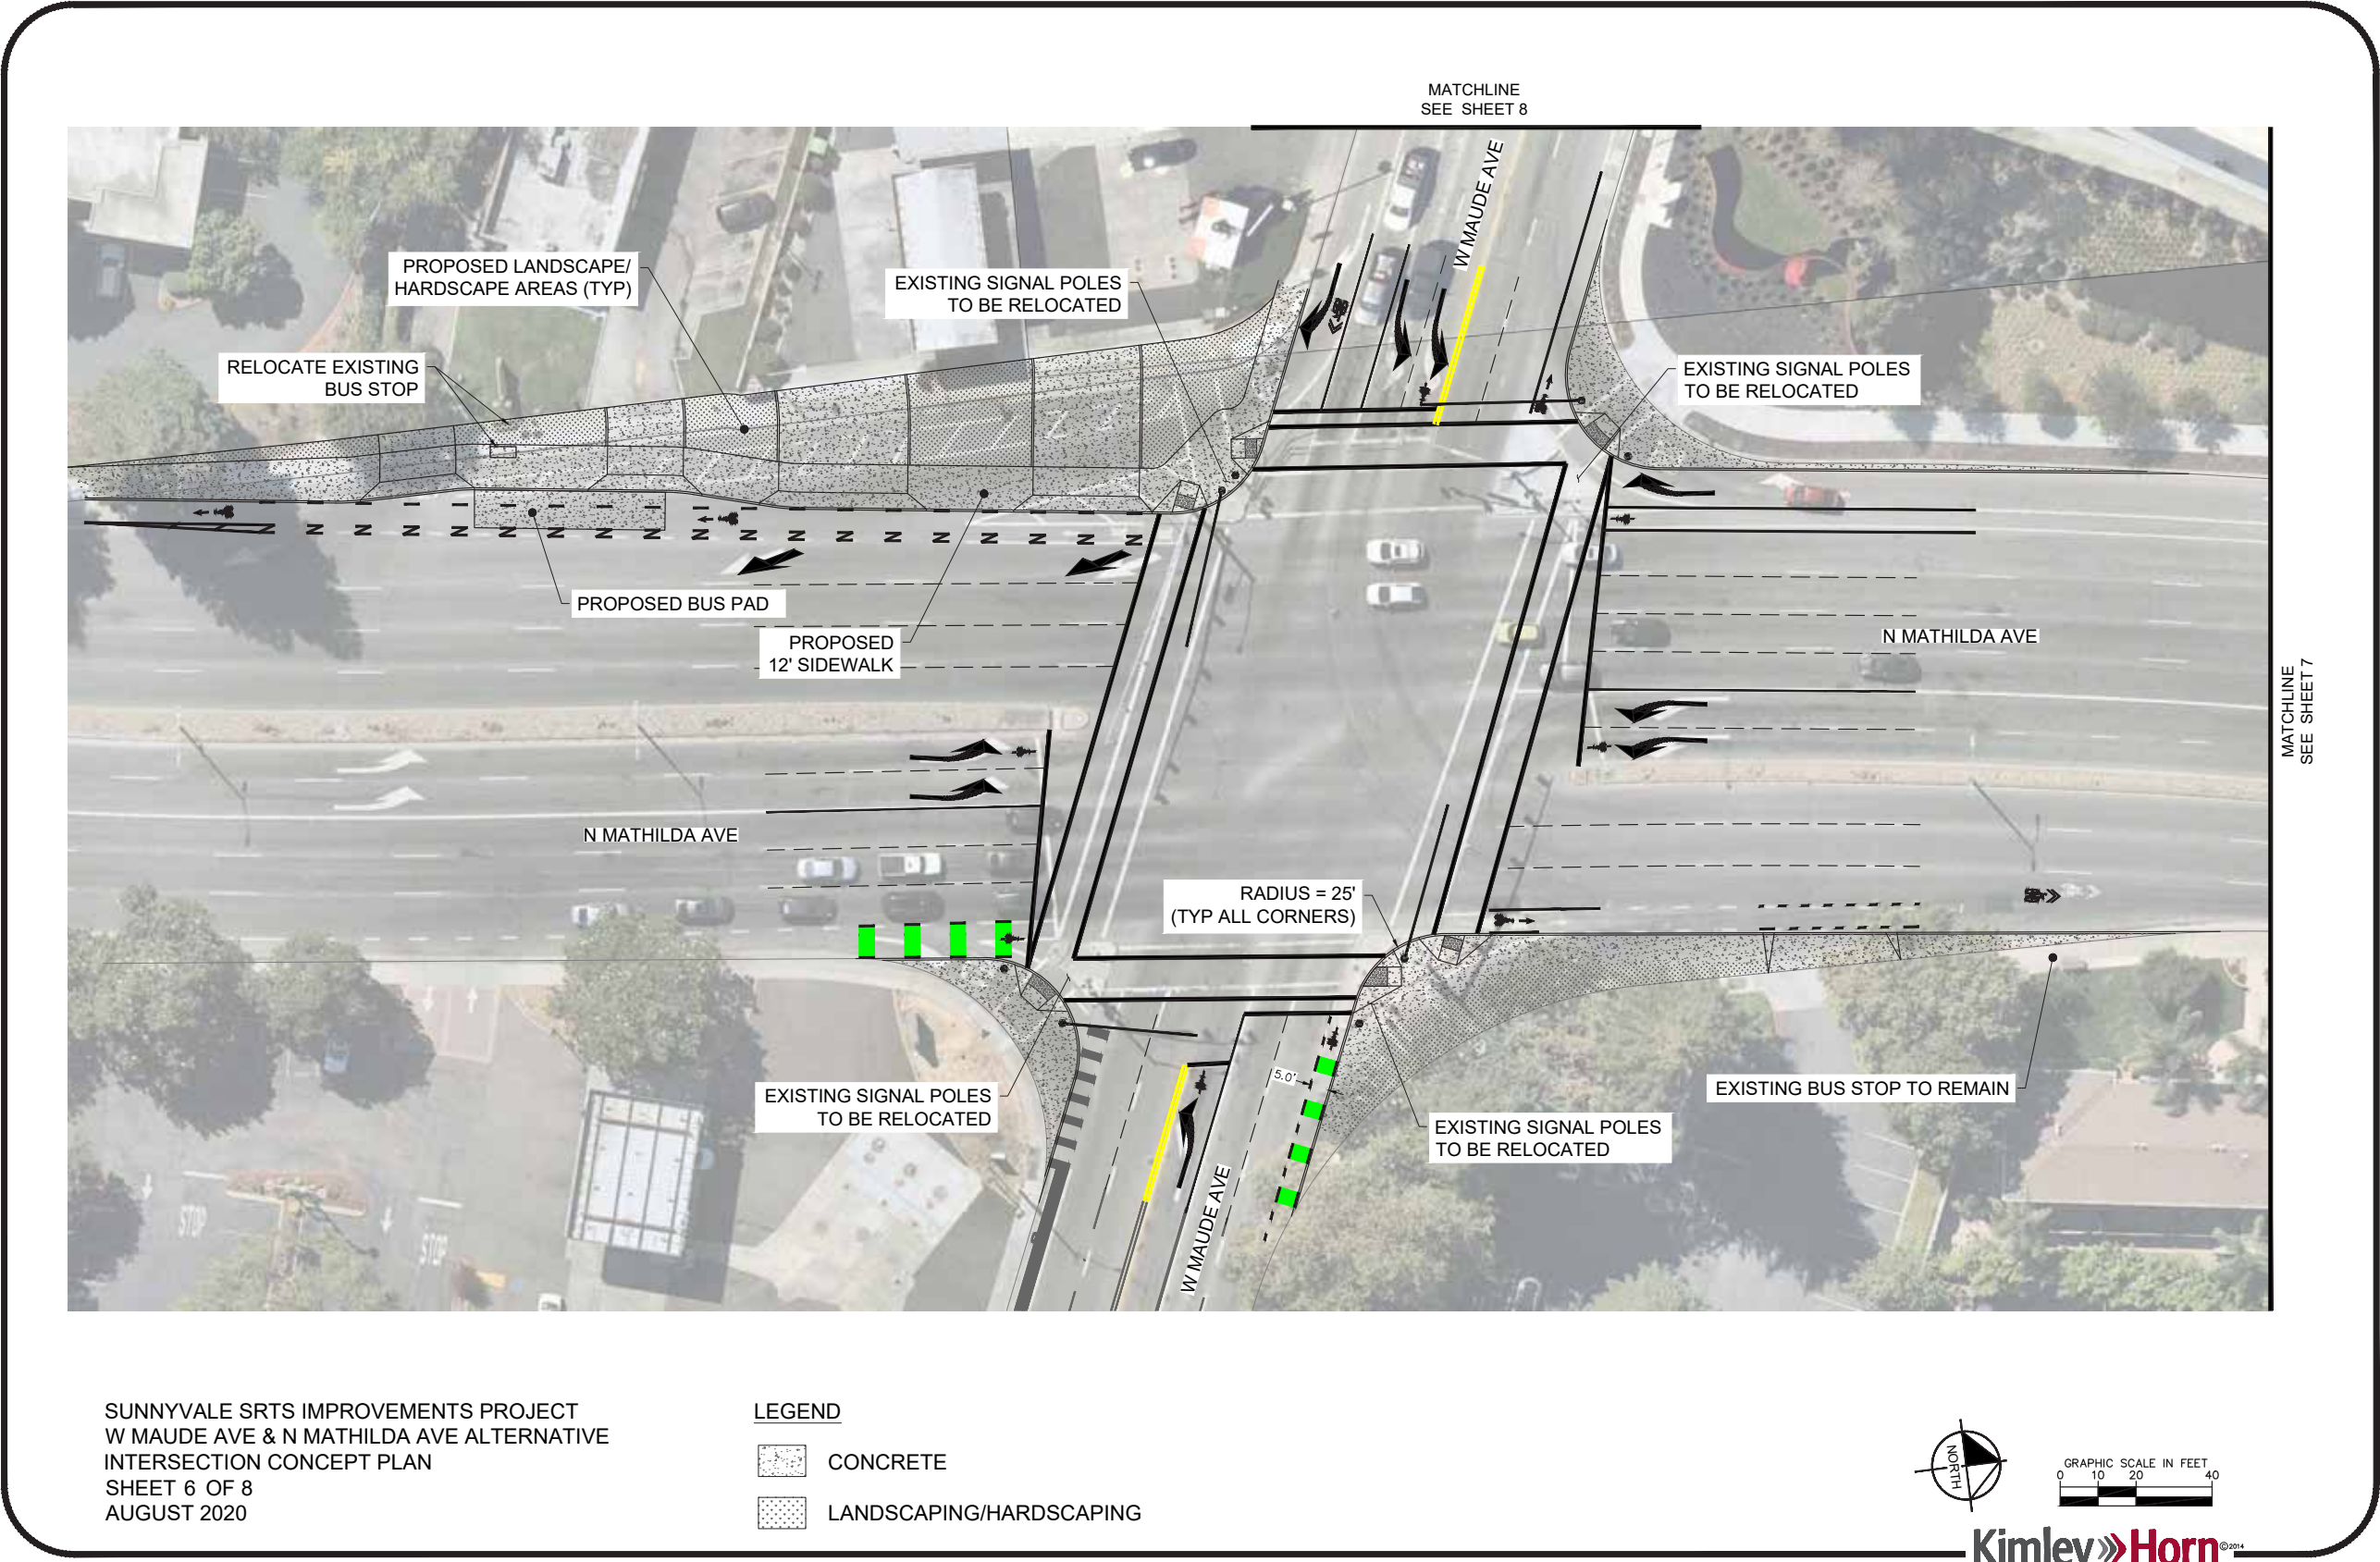 MATCHLINE
SEE SHEET 8
W MAUDE AVE
PROPOSED LANDSCAPE/
HARDSCAPE AREAS (TYP)
EXISTING SIGNAL POLES
TO BE RELOCATED
RELOCATE EXISTING
BUS STOP
EXISTING SIGNAL POLES
TO BE RELOCATED
N N N N N N N N N N N N N N N N N N N
PROPOSED BUS PAD
PROPOSED
12' SIDEWALK
N MATHILDA AVE
MATCHLINE
SEE SHEET 7
N MATHILDA AVE
RADIUS = 25'
(TYP ALL CORNERS)
5.0'
EXISTING SIGNAL POLES
TO BE RELOCATED
EXISTING BUS STOP TO REMAIN
EXISTING SIGNAL POLES
TO BE RELOCATED
W MAUDE AVE
STOP
STOP
SUNNYVALE SRTS IMPROVEMENTS PROJECT
W MAUDE AVE & N MATHILDA AVE ALTERNATIVE
INTERSECTION CONCEPT PLAN
SHEET 6 OF 8
AUGUST 2020
LEGEND
CONCRETE
LANDSCAPING/HARDSCAPING
NORTH
GRAPHIC SCALE IN FEET
0 10 20 40
Kimley»Horn
©2014